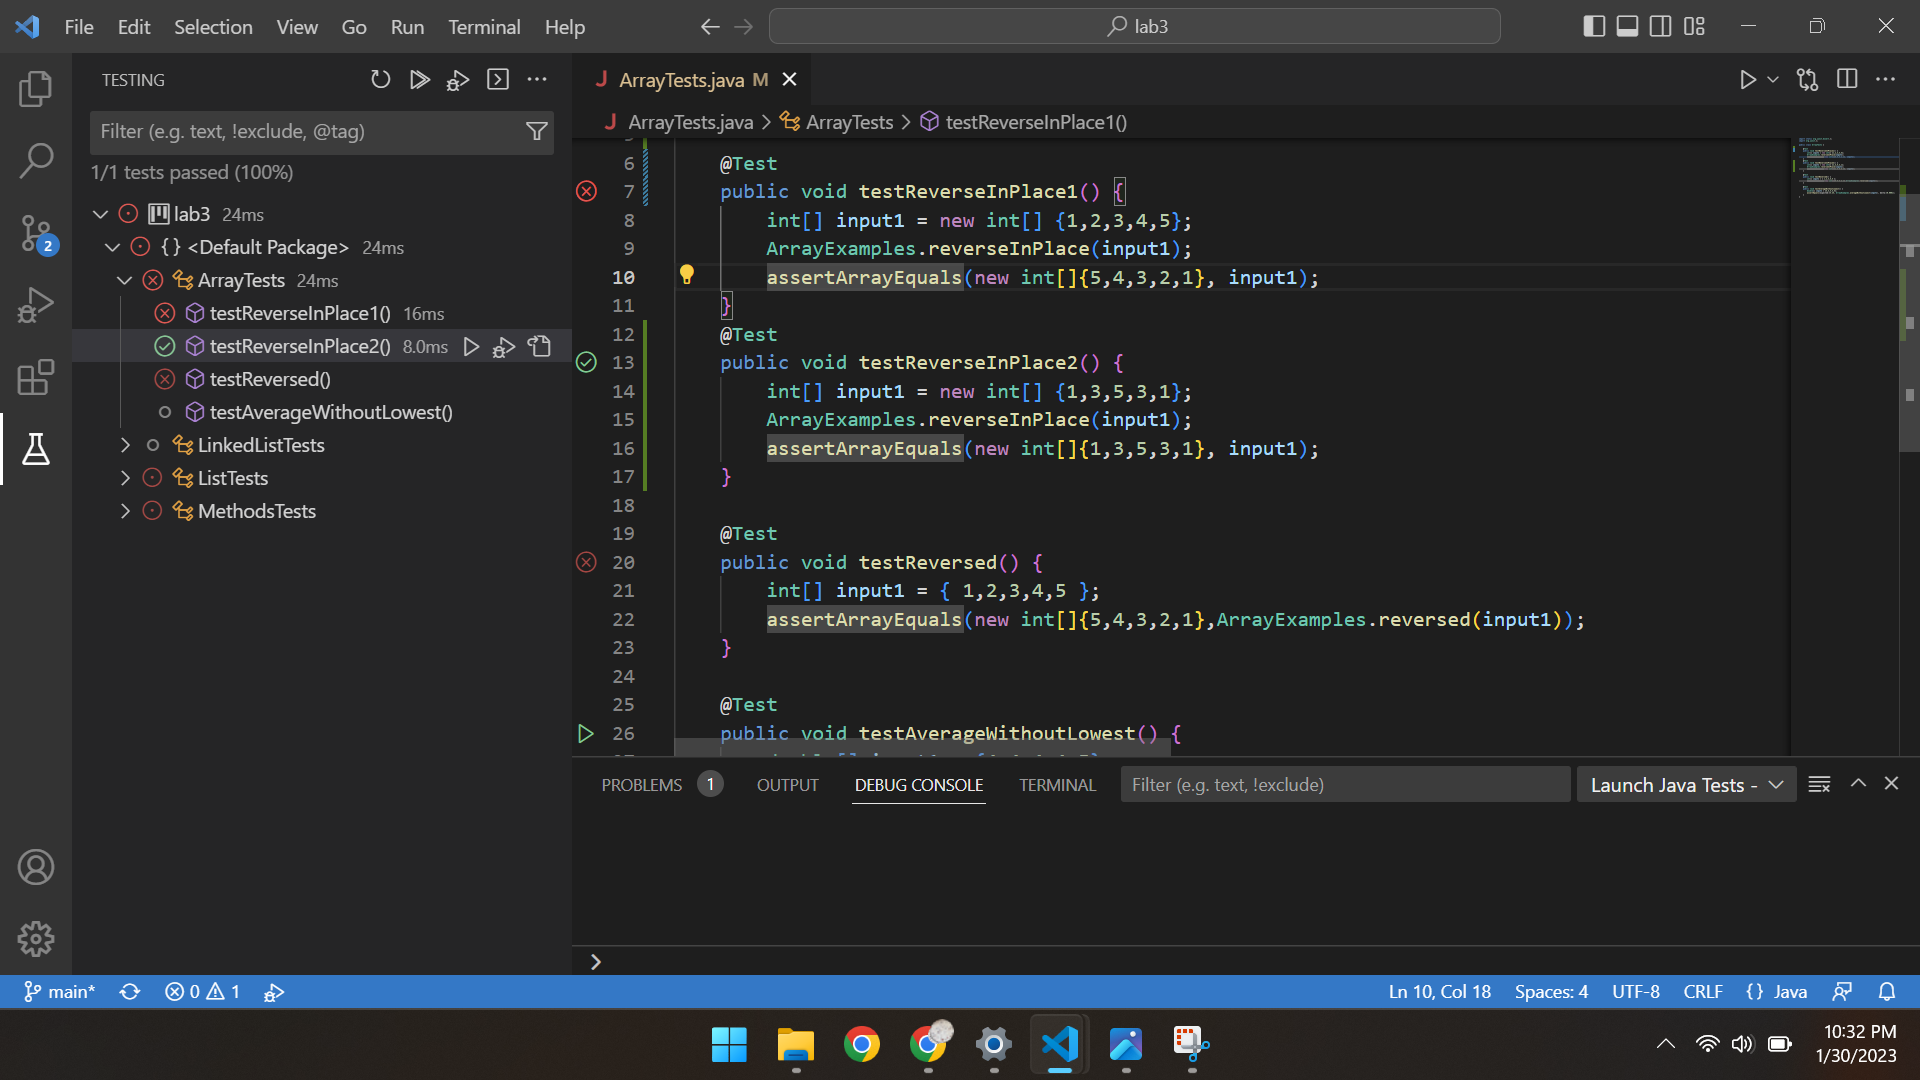 File Edit Selection View Go Run Terminal Help
lab3
TESTING
Filter (e.g. text, !exclude, @tag)
1/1 tests passed (100%)
lab3 24ms
{} <Default Package> 24ms
ArrayTests 24ms
testReverseInPlace1() 16ms
testReverseInPlace2() 8.0ms
testReversed()
testAverageWithoutLowest()
LinkedListTests
ListTests
MethodsTests
J ArrayTests.java M
J ArrayTests.java > ArrayTests > testReverseInPlace1()
6 @Test
7 public void testReverseInPlace1() {
8 int[] input1 = new int[] {1,2,3,4,5};
9 ArrayExamples.reverseInPlace(input1);
10 assertArrayEquals(new int[]{5,4,3,2,1}, input1);
11 }
12 @Test
13 public void testReverseInPlace2() {
14 int[] input1 = new int[] {1,3,5,3,1};
15 ArrayExamples.reverseInPlace(input1);
16 assertArrayEquals(new int[]{1,3,5,3,1}, input1);
17 }
18
19 @Test
20 public void testReversed() {
21 int[] input1 = { 1,2,3,4,5 };
22 assertArrayEquals(new int[]{5,4,3,2,1},ArrayExamples.reversed(input1));
23 }
24
25 @Test
26 public void testAverageWithoutLowest() {
PROBLEMS 1 OUTPUT DEBUG CONSOLE TERMINAL
Filter (e.g. text, !exclude)
Launch Java Tests -
>
2
main* 0 1
Ln 10, Col 18 Spaces: 4 UTF-8 CRLF {} Java
10:32 PM
1/30/2023